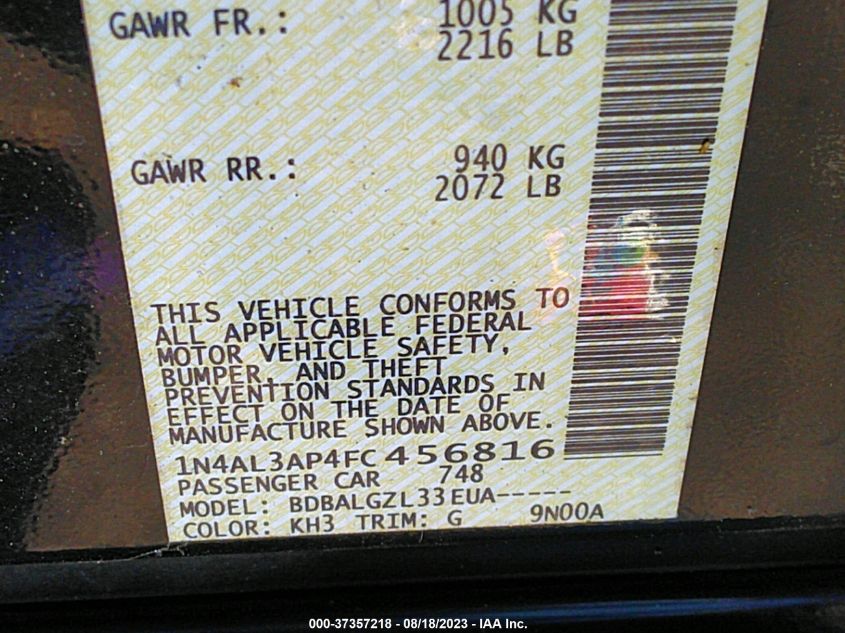 GAWR FR.: 1005 KG
2216 LB
GAWR RR.: 940 KG
2072 LB
THIS VEHICLE CONFORMS TO
ALL APPLICABLE FEDERAL
MOTOR VEHICLE SAFETY,
BUMPER, AND THEFT
PREVENTION STANDARDS IN
EFFECT ON THE DATE OF
MANUFACTURE SHOWN ABOVE.
1N4AL3AP4FC456816
PASSENGER CAR 748
MODEL: BDBALGZL33EUA-----
COLOR: KH3 TRIM: G 9N00A
000-37357218 - 08/18/2023 - IAA Inc.